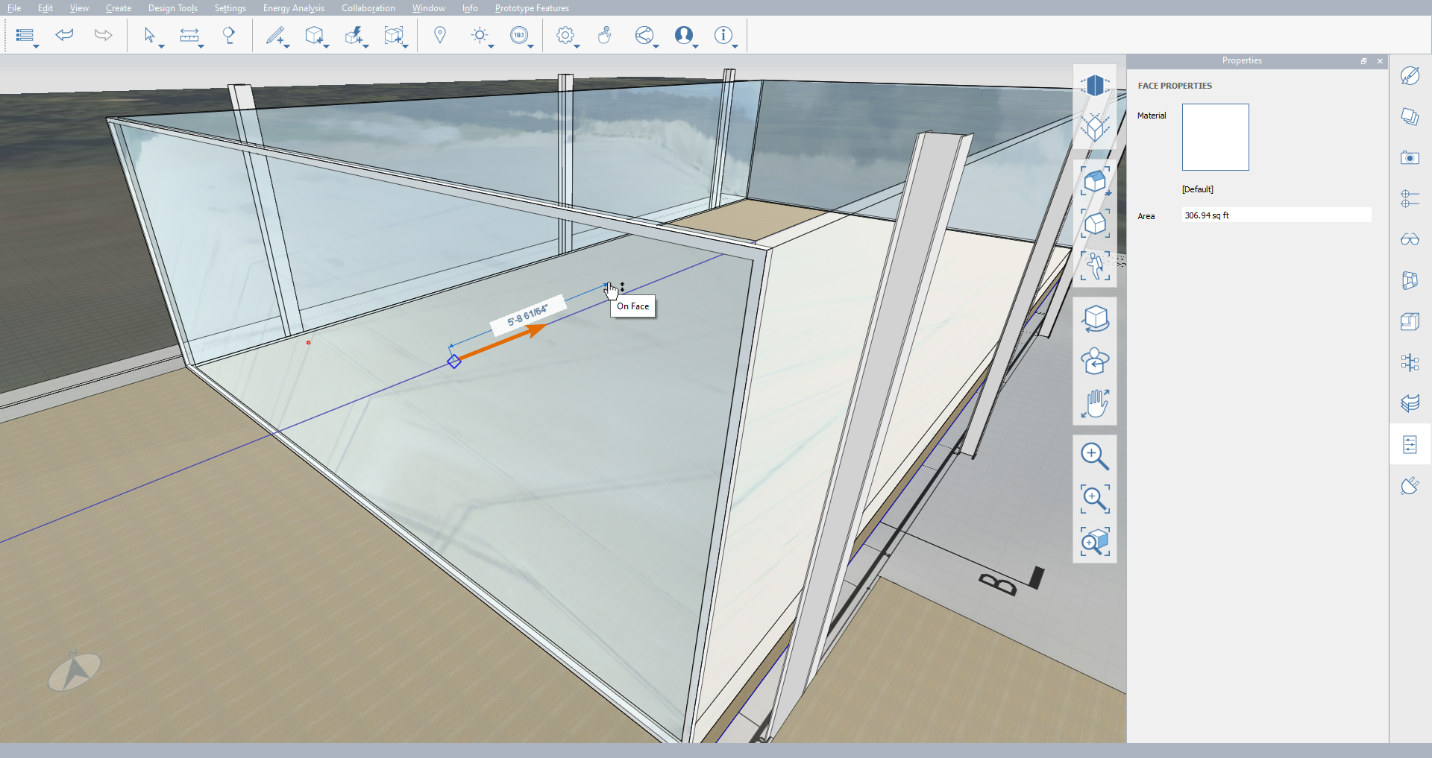 File Edit View Create Design Tools Settings Energy Analysis Collaboration Window Info Prototype Features
Properties
FACE PROPERTIES
Material
[Default]
Area 306.94 sq ft
5'-8 61/64"
On Face
B